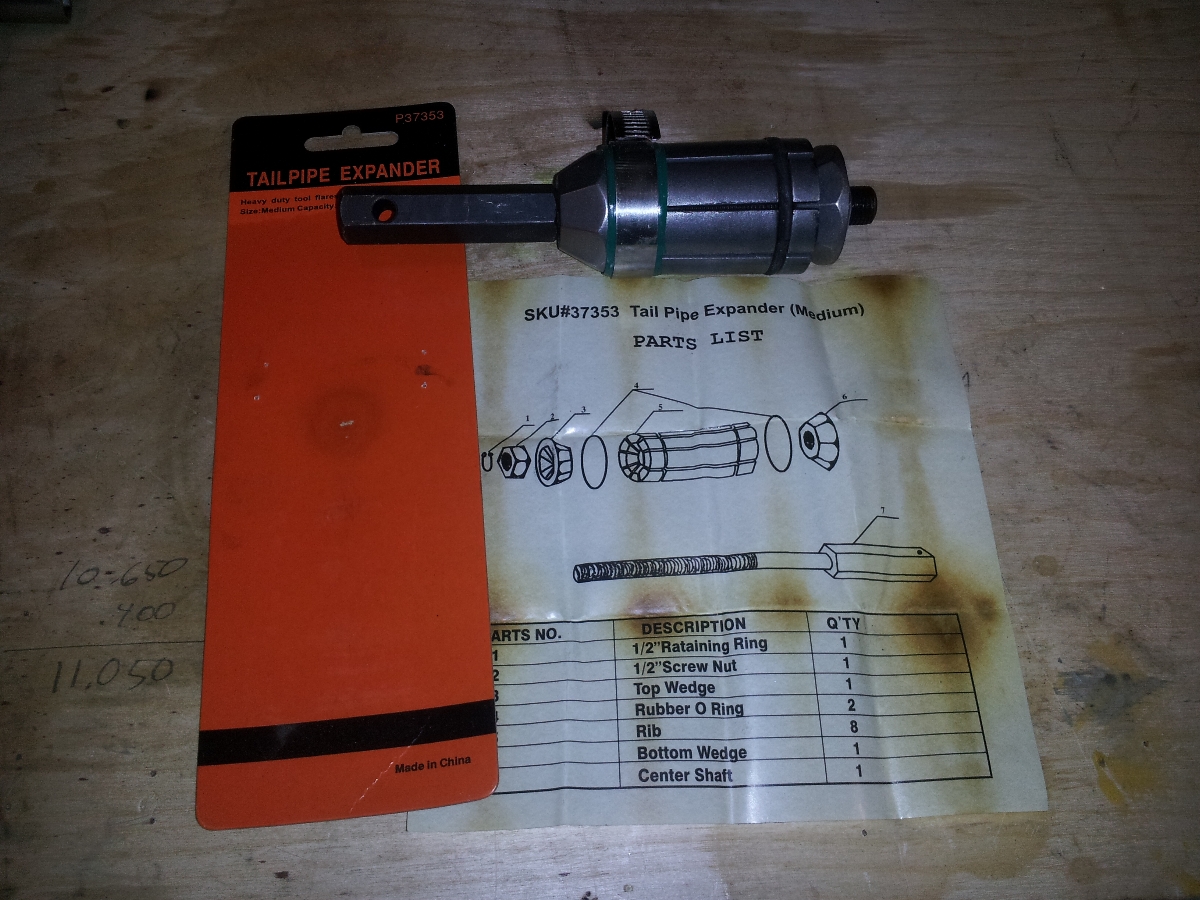 P37353
TAILPIPE EXPANDER
Heavy duty tool flare
Size:Medium Capacity
Made in China
SKU#37353 Tail Pipe Expander (Medium)
PARTS LIST
1 2 3 4 5 6
7
ARTS NO. DESCRIPTION Q'TY
1 1/2"Rataining Ring 1
2 1/2"Screw Nut 1
3 Top Wedge 1
Rubber O Ring 2
Rib 8
Bottom Wedge 1
Center Shaft 1
10-650
.400
11,050